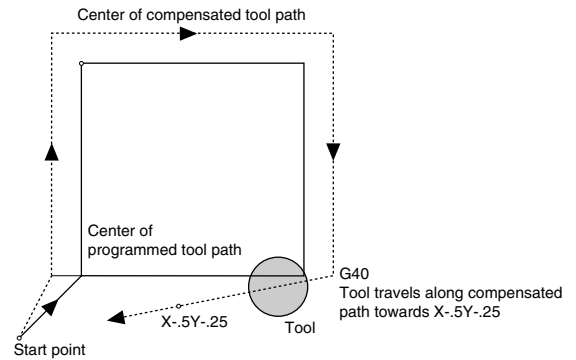 Center of compensated tool path
Center of
programmed tool path
G40
Tool travels along compensated
path towards X-.5Y-.25
X-.5Y-.25
Tool
Start point